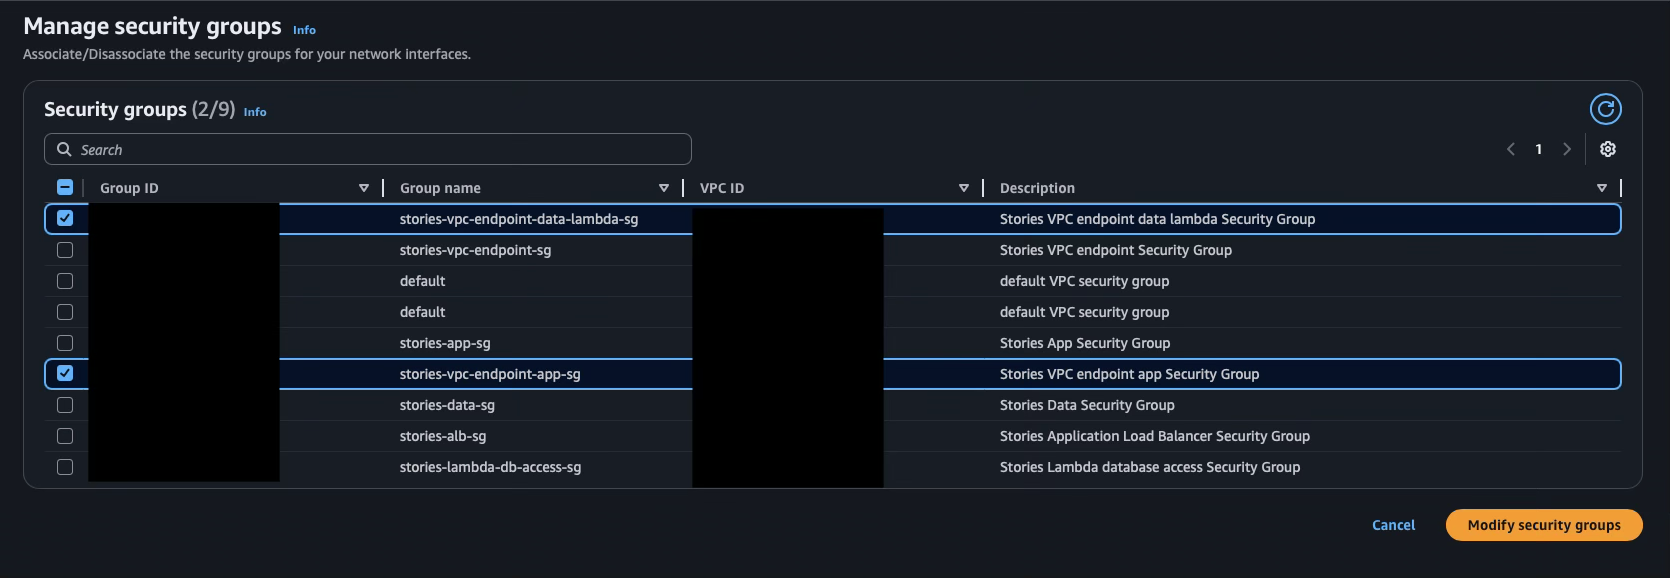 Manage security groups Info
Associate/Disassociate the security groups for your network interfaces.
Security groups (2/9) Info
Search
1
Group ID Group name VPC ID Description
stories-vpc-endpoint-data-lambda-sg Stories VPC endpoint data lambda Security Group
stories-vpc-endpoint-sg Stories VPC endpoint Security Group
default default VPC security group
default default VPC security group
stories-app-sg Stories App Security Group
stories-vpc-endpoint-app-sg Stories VPC endpoint app Security Group
stories-data-sg Stories Data Security Group
stories-alb-sg Stories Application Load Balancer Security Group
stories-lambda-db-access-sg Stories Lambda database access Security Group
Cancel Modify security groups